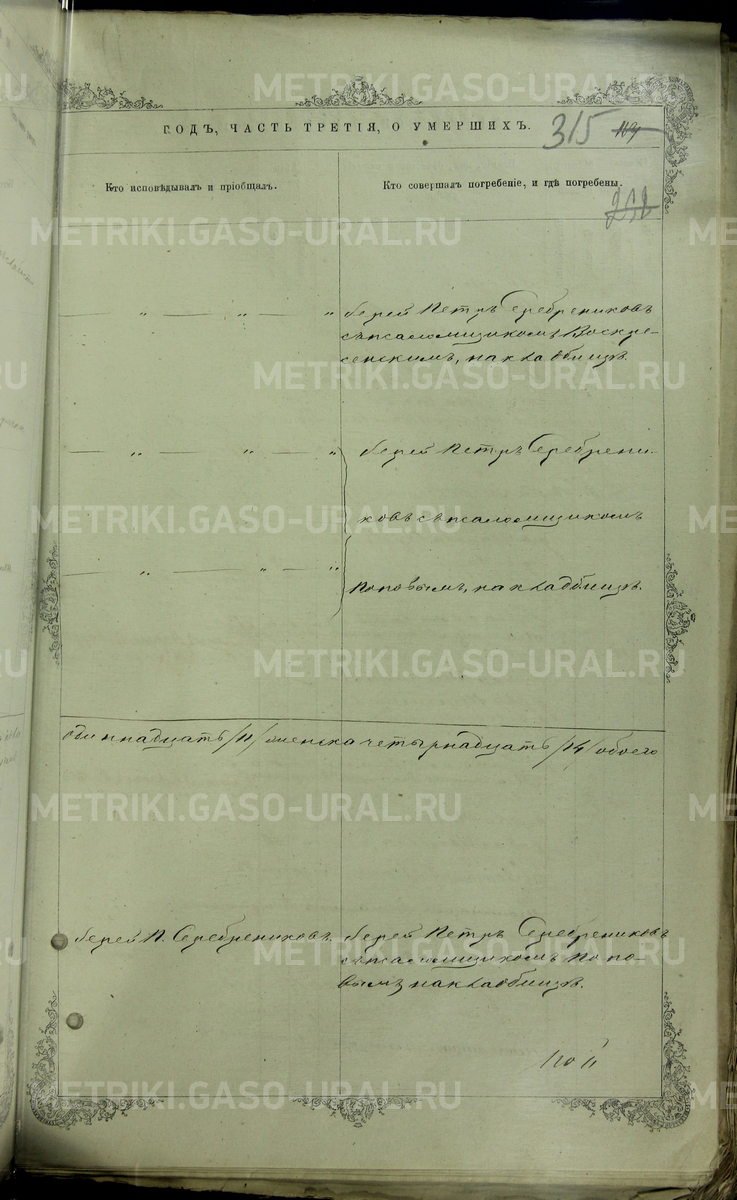 METRIKI.GASO-URAL.RU
ГОДЪ, ЧАСТЬ ТРЕТІЯ, О УМЕРШИХЪ.
315
Кто исповѣдывалъ и пріобщалъ.
Кто совершалъ погребеніе, и гдѣ погребены.
— „ — „ — „
Іерей Петръ Серебрениковъ
съ псаломщикомъ Воскре-
сенскимъ, на кладбищѣ.
— „ — „ — „
Іерей Петръ Серебрени-
ковъ съ псаломщикомъ
— „ — „ — „
Поповымъ, на кладбищѣ.
одиннадцать /11/ женска четырнадцать /14/ обоего
Іерей П. Серебрениковъ.
Іерей Петръ Серебрениковъ
съ псаломщикомъ Попо-
вымъ на кладбищѣ.